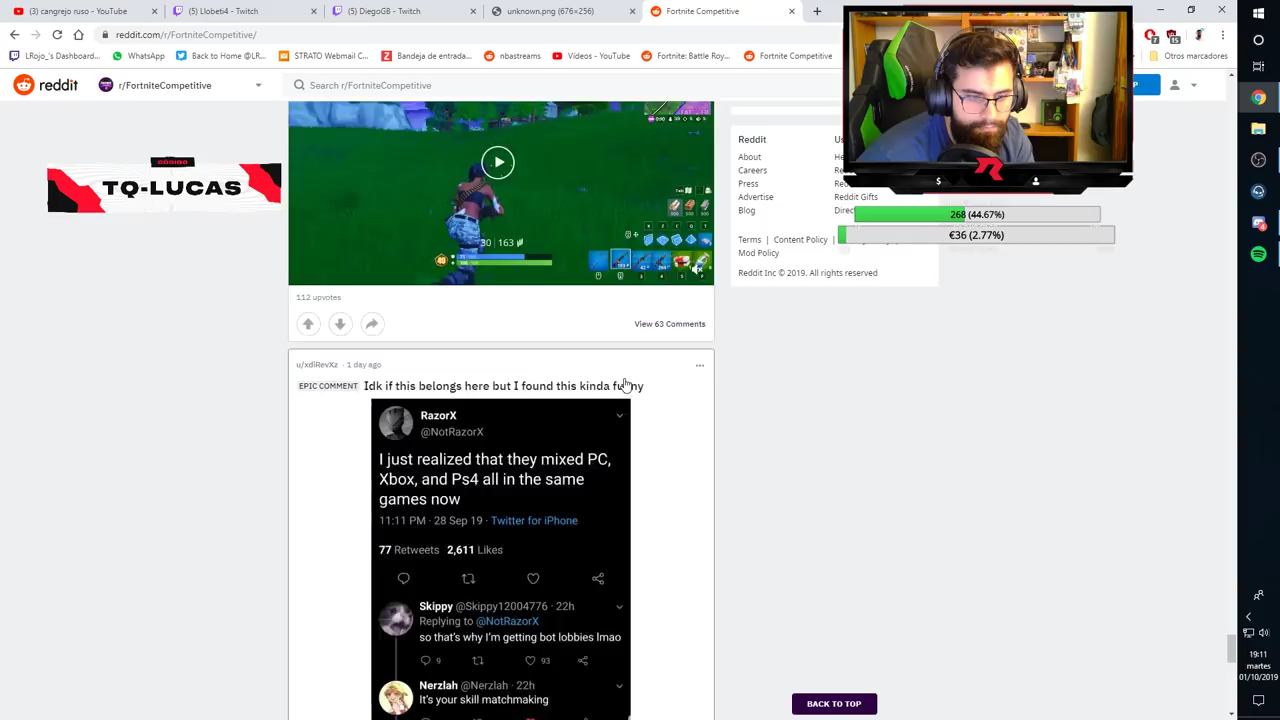 (3) cangrejo ruso - YouTube
(5) loop4 - Twitch
(5) ElopoGB - Twitch
unknown.png (676×256)
Fortnite Competitive
reddit.com/r/FortniteCompetitive/
LRojo_'s Dashboard...
WhatsApp
Back to Home @LR...
STRATO Webmail C...
Bandeja de entrada...
nbastreams
Vídeos - YouTube
Fortnite: Battle Roy...
Fortnite Competitive
Otros marcadores
reddit
r/FortniteCompetitive
Search r/FortniteCompetitive
CÓDIGO
TQ-LUCAS
30 | 163
112 upvotes
View 63 Comments
Reddit
About
Careers
Press
Advertise
Blog
Reddit Gifts
Terms | Content Policy |
Mod Policy
Reddit Inc © 2019. All rights reserved
$
268 (44.67%)
€36 (2.77%)
u/xdiRevXz · 1 day ago
EPIC COMMENT Idk if this belongs here but I found this kinda funny
RazorX
@NotRazorX
I just realized that they mixed PC,
Xbox, and Ps4 all in the same
games now
11:11 PM · 28 Sep 19 · Twitter for iPhone
77 Retweets 2,611 Likes
Skippy @Skippy12004776 · 22h
Replying to @NotRazorX
so that's why I'm getting bot lobbies lmao
9
93
Nerzlah @Nerzlah · 22h
It's your skill matchmaking
BACK TO TOP
19:11
martes
01/10/2019